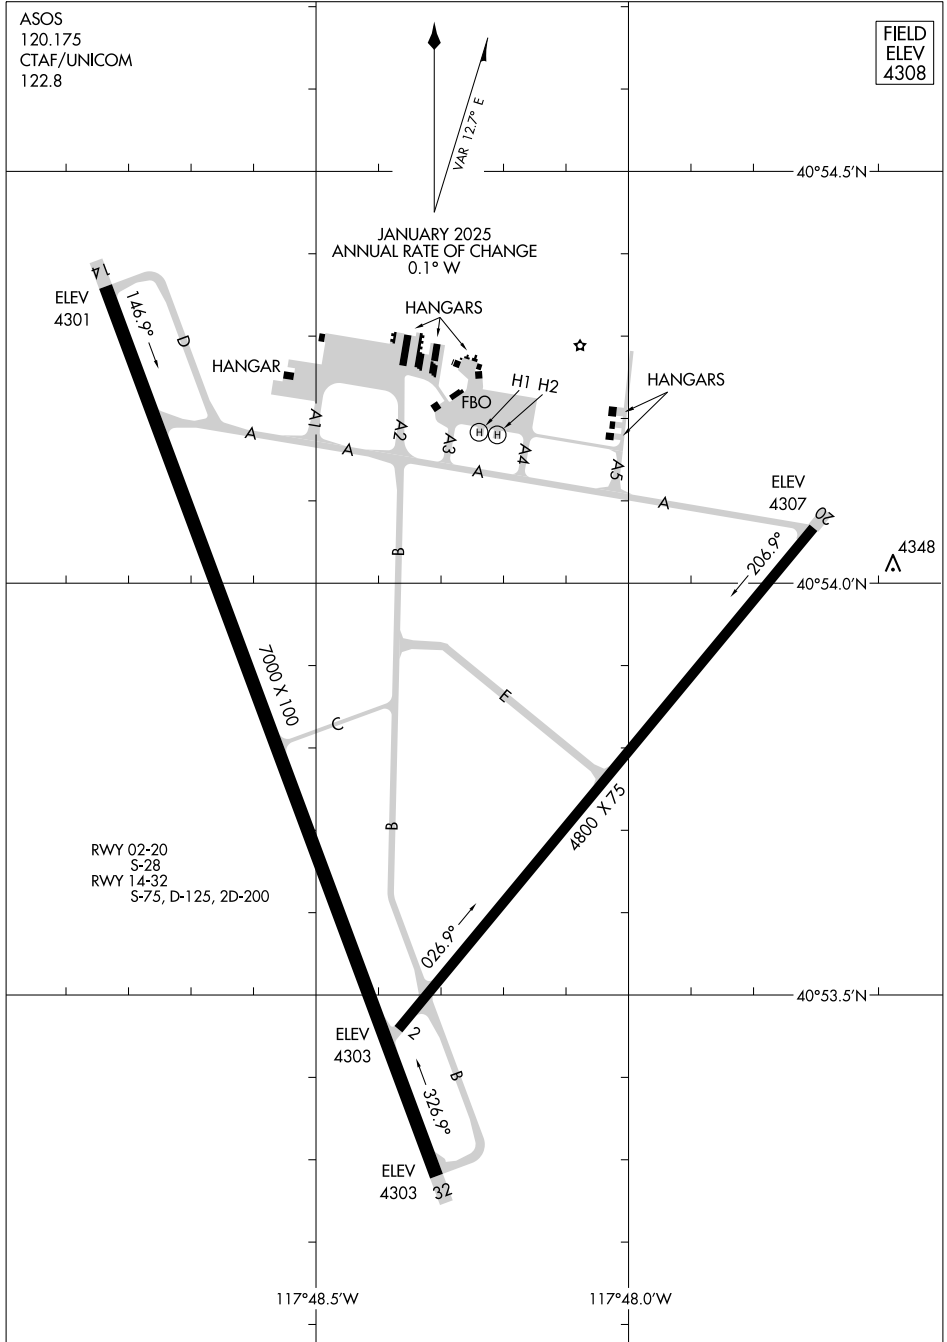 ASOS
120.175
CTAF/UNICOM
122.8
FIELD
ELEV
4308
VAR 12.7° E
40°54.5'N
JANUARY 2025
ANNUAL RATE OF CHANGE
0.1° W
14
ELEV
4301
146.9°
D
HANGARS
HANGAR
H1 H2
HANGARS
FBO
H
H
A1
A2
A3
A4
A5
A
A
A
A
ELEV
4307
20
206.9°
4348
40°54.0'N
B
7000 X 100
E
C
4800 X 75
B
RWY 02-20
S-28
RWY 14-32
S-75, D-125, 2D-200
026.9°
40°53.5'N
ELEV
4303
2
B
326.9°
ELEV
4303
32
117°48.5'W
117°48.0'W